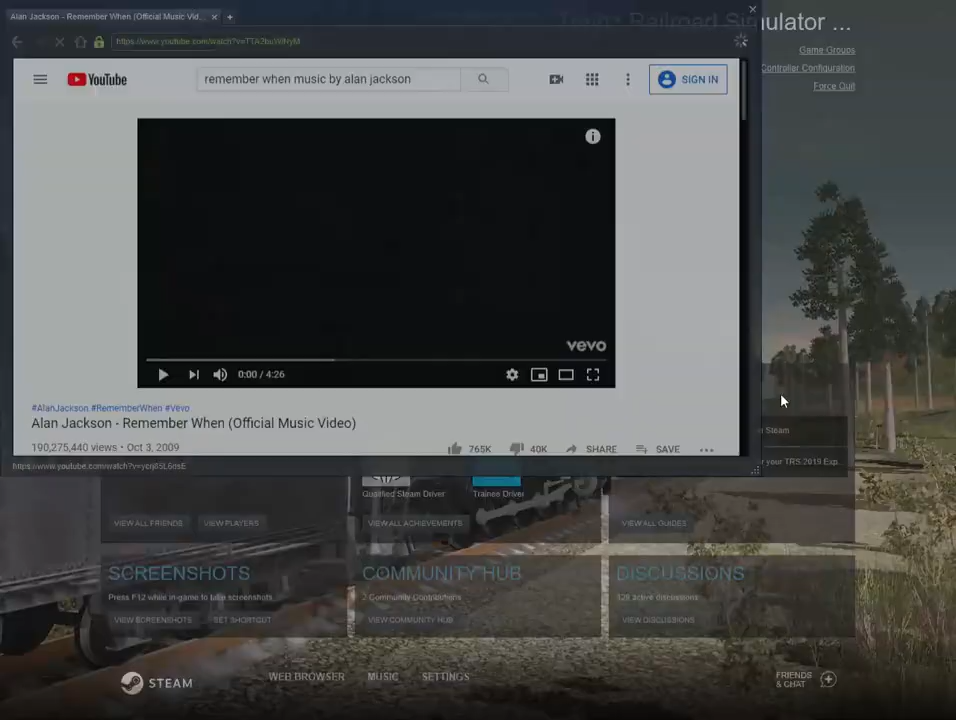 Alan Jackson - Remember When (Official Music Vid...
Railroad Simulator ...
Game Groups
Controller Configuration
Force Quit
YouTube
remember when music by alan jackson
SIGN IN
vevo
0:00 / 4:26
#AlanJackson #RememberWhen #Vevo
Alan Jackson - Remember When (Official Music Video)
190,275,440 views • Oct 3, 2009
765K
40K
SHARE
SAVE
Steam
your TRS 2019 Exp...
Qualified Steam Driver
Trainee Driver
VIEW ALL FRIENDS
VIEW PLAYERS
VIEW ALL ACHIEVEMENTS
VIEW ALL GUIDES
SCREENSHOTS
COMMUNITY HUB
DISCUSSIONS
Press F12 while in-game to take screenshots
2 Community Contributions
VIEW SCREENSHOTS
SET SHORTCUT
VIEW COMMUNITY HUB
VIEW DISCUSSIONS
STEAM
WEB BROWSER
MUSIC
SETTINGS
FRIENDS
& CHAT